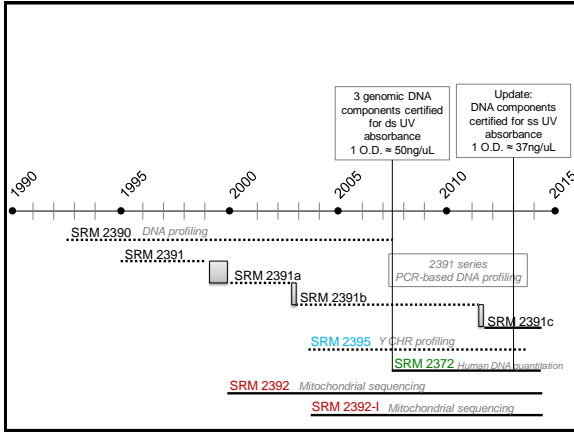 3 genomic DNA
components certified
for ds UV
absorbance
1 O.D. ≈ 50ng/uL
Update:
DNA components
certified for ss UV
absorbance
1 O.D. ≈ 37ng/uL
1990
1995
2000
2005
2010
2015
SRM 2390 DNA profiling
SRM 2391
2391 series
PCR-based DNA profiling
SRM 2391a
SRM 2391b
SRM 2391c
SRM 2395 Y CHR profiling
SRM 2372 Human DNA quantitation
SRM 2392 Mitochondrial sequencing
SRM 2392-I Mitochondrial sequencing